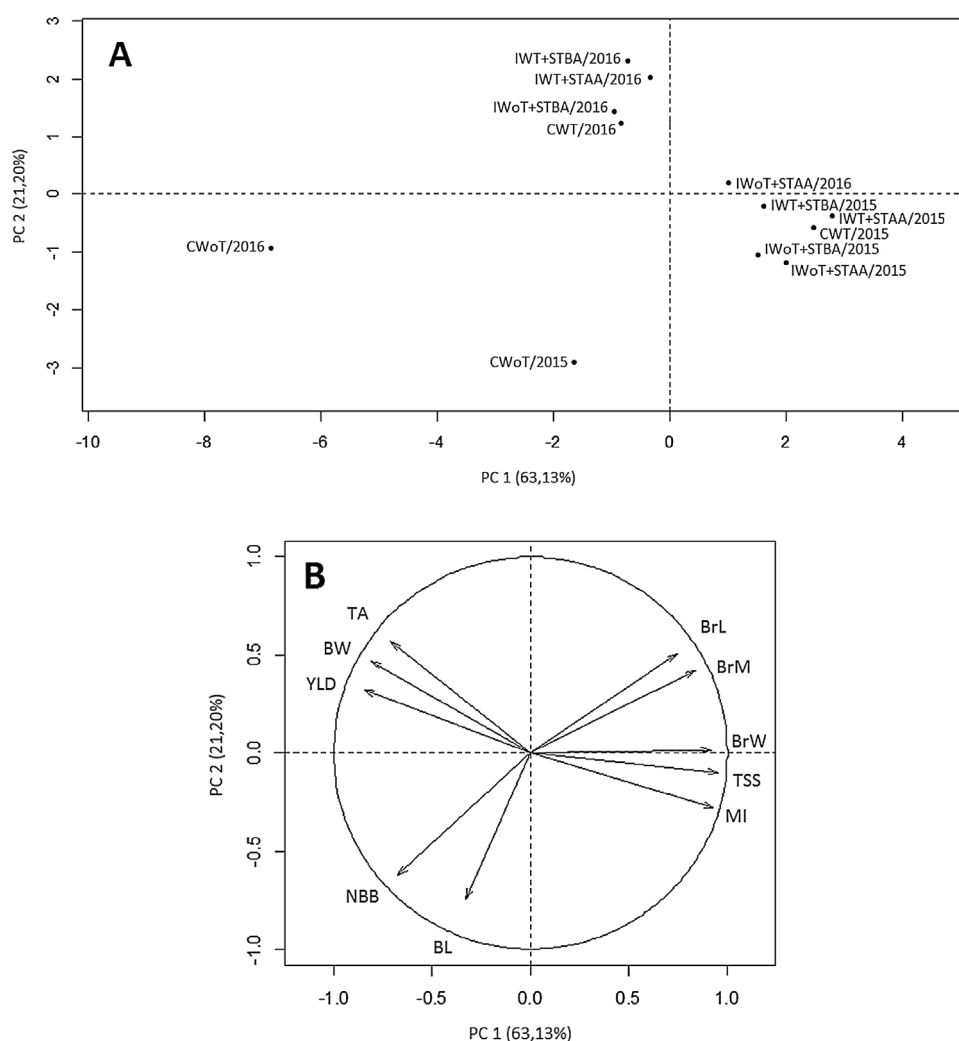 A
3
2
1
0
-1
-2
-3
PC 2 (21,20%)
IWT+STBA/2016
IWT+STAA/2016
IWoT+STBA/2016
CWT/2016
IWoT+STAA/2016
IWT+STBA/2015
IWT+STAA/2015
CWT/2015
IWoT+STBA/2015
IWoT+STAA/2015
CWoT/2016
CWoT/2015
-10 -8 -6 -4 -2 0 2 4
PC 1 (63,13%)
B
1.0
0.5
0.0
-0.5
-1.0
PC 2 (21,20%)
TA
BW
YLD
BrL
BrM
BrW
TSS
MI
NBB
BL
-1.0 -0.5 0.0 0.5 1.0
PC 1 (63,13%)